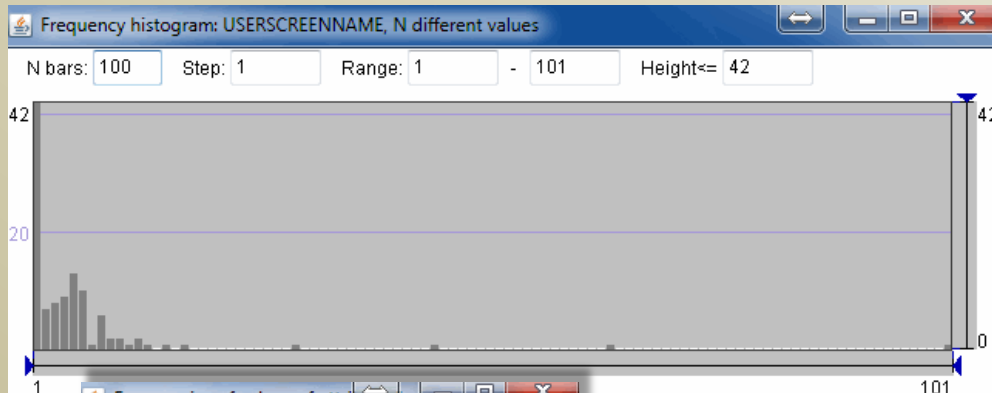 Frequency histogram: USERSCREENNAME, N different values
N bars: 100 Step: 1 Range: 1 - 101 Height<= 42
42 42
20
0
1 101